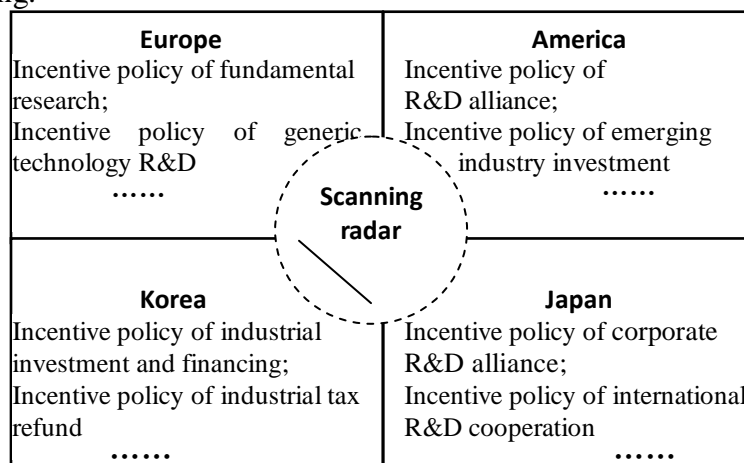 ng.
Europe
Incentive policy of fundamental
research;
Incentive policy of generic
technology R&D
……
America
Incentive policy of
R&D alliance;
Incentive policy of emerging
industry investment
……
Scanning
radar
Korea
Incentive policy of industrial
investment and financing;
Incentive policy of industrial tax
refund
……
Japan
Incentive policy of corporate
R&D alliance;
Incentive policy of international
R&D cooperation
……